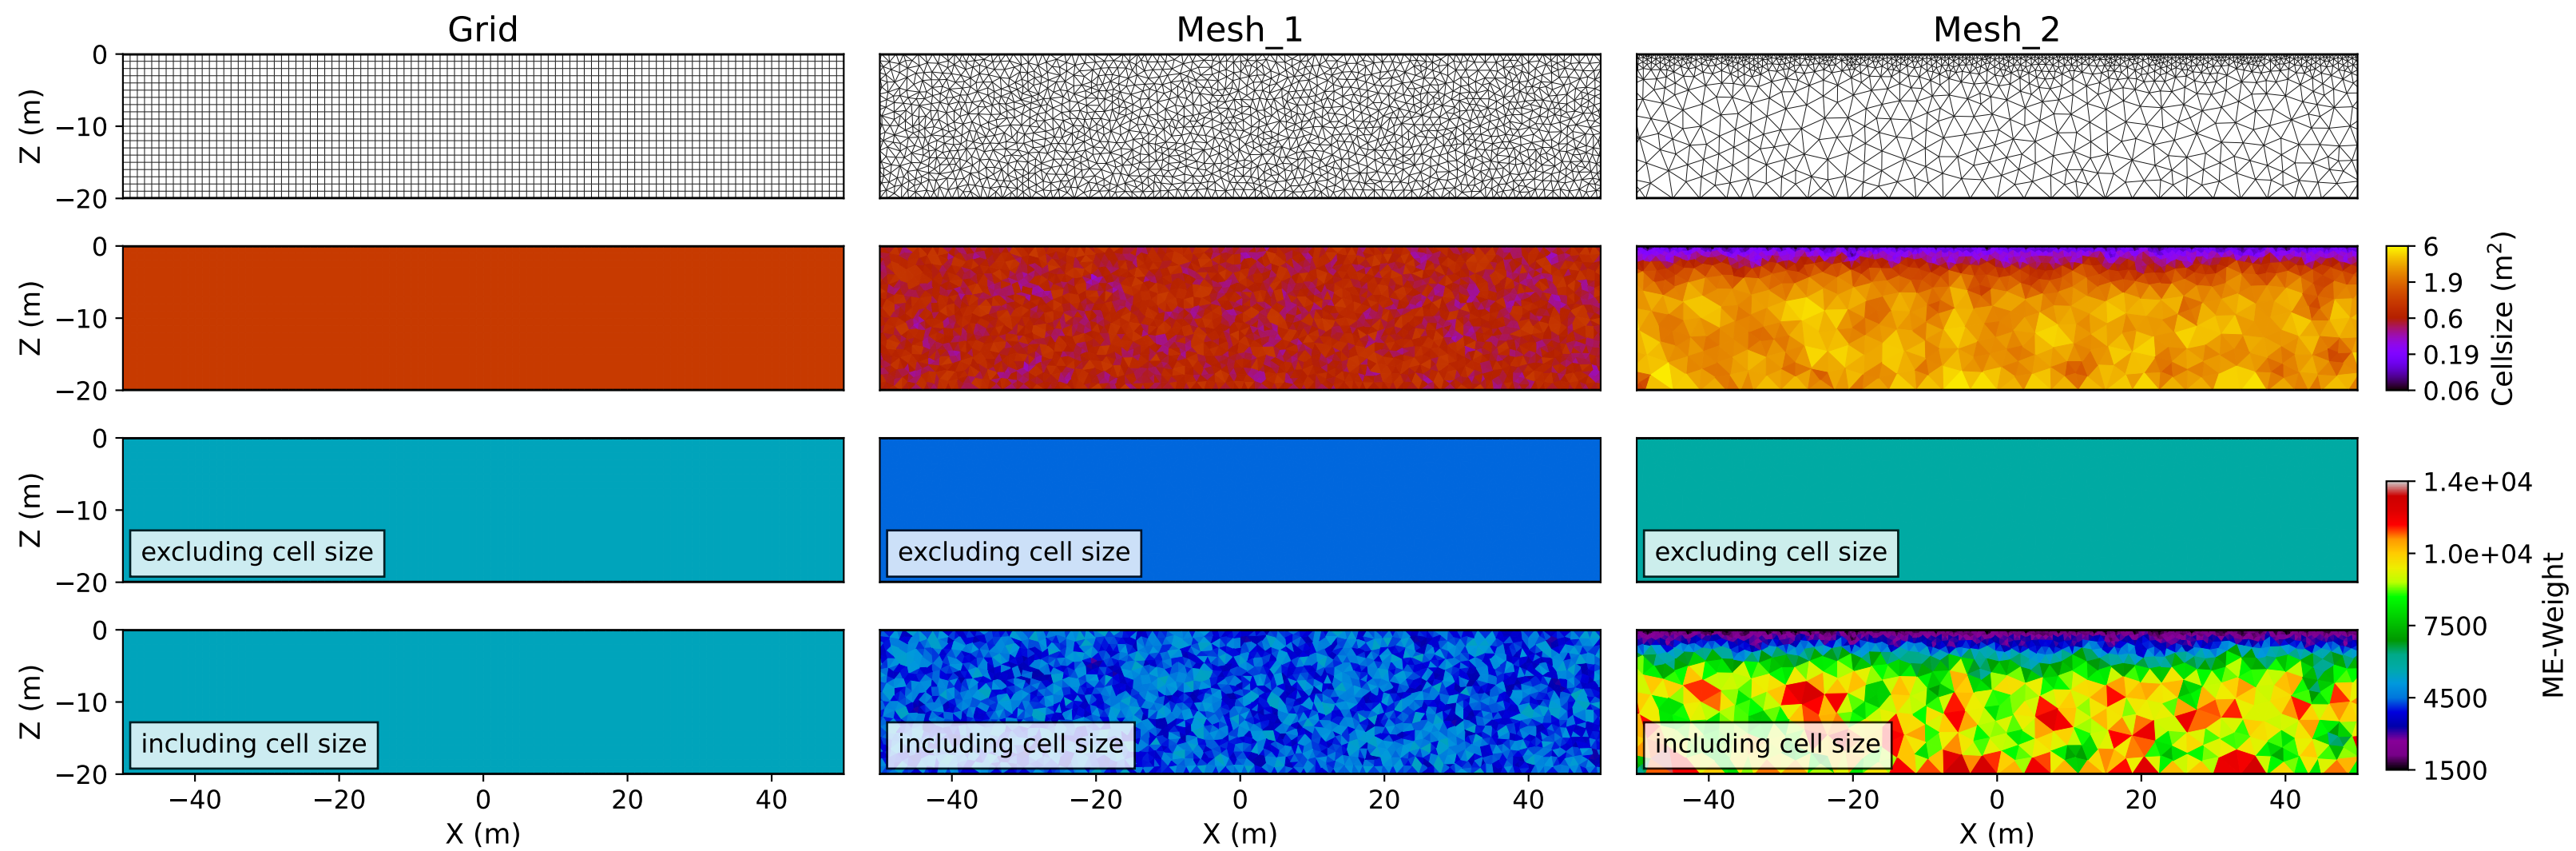 Grid Mesh_1 Mesh_2
0
−10
−20
Z (m)
0
−10
−20
Z (m)
6
1.9
0.6
0.19
0.06
Cellsize (m²)
0
−10
−20
Z (m)
excluding cell size excluding cell size excluding cell size
1.4e+04
1.0e+04
7500
4500
1500
ME-Weight
0
−10
−20
Z (m)
including cell size including cell size including cell size
−40 −20 0 20 40 −40 −20 0 20 40 −40 −20 0 20 40
X (m) X (m) X (m)